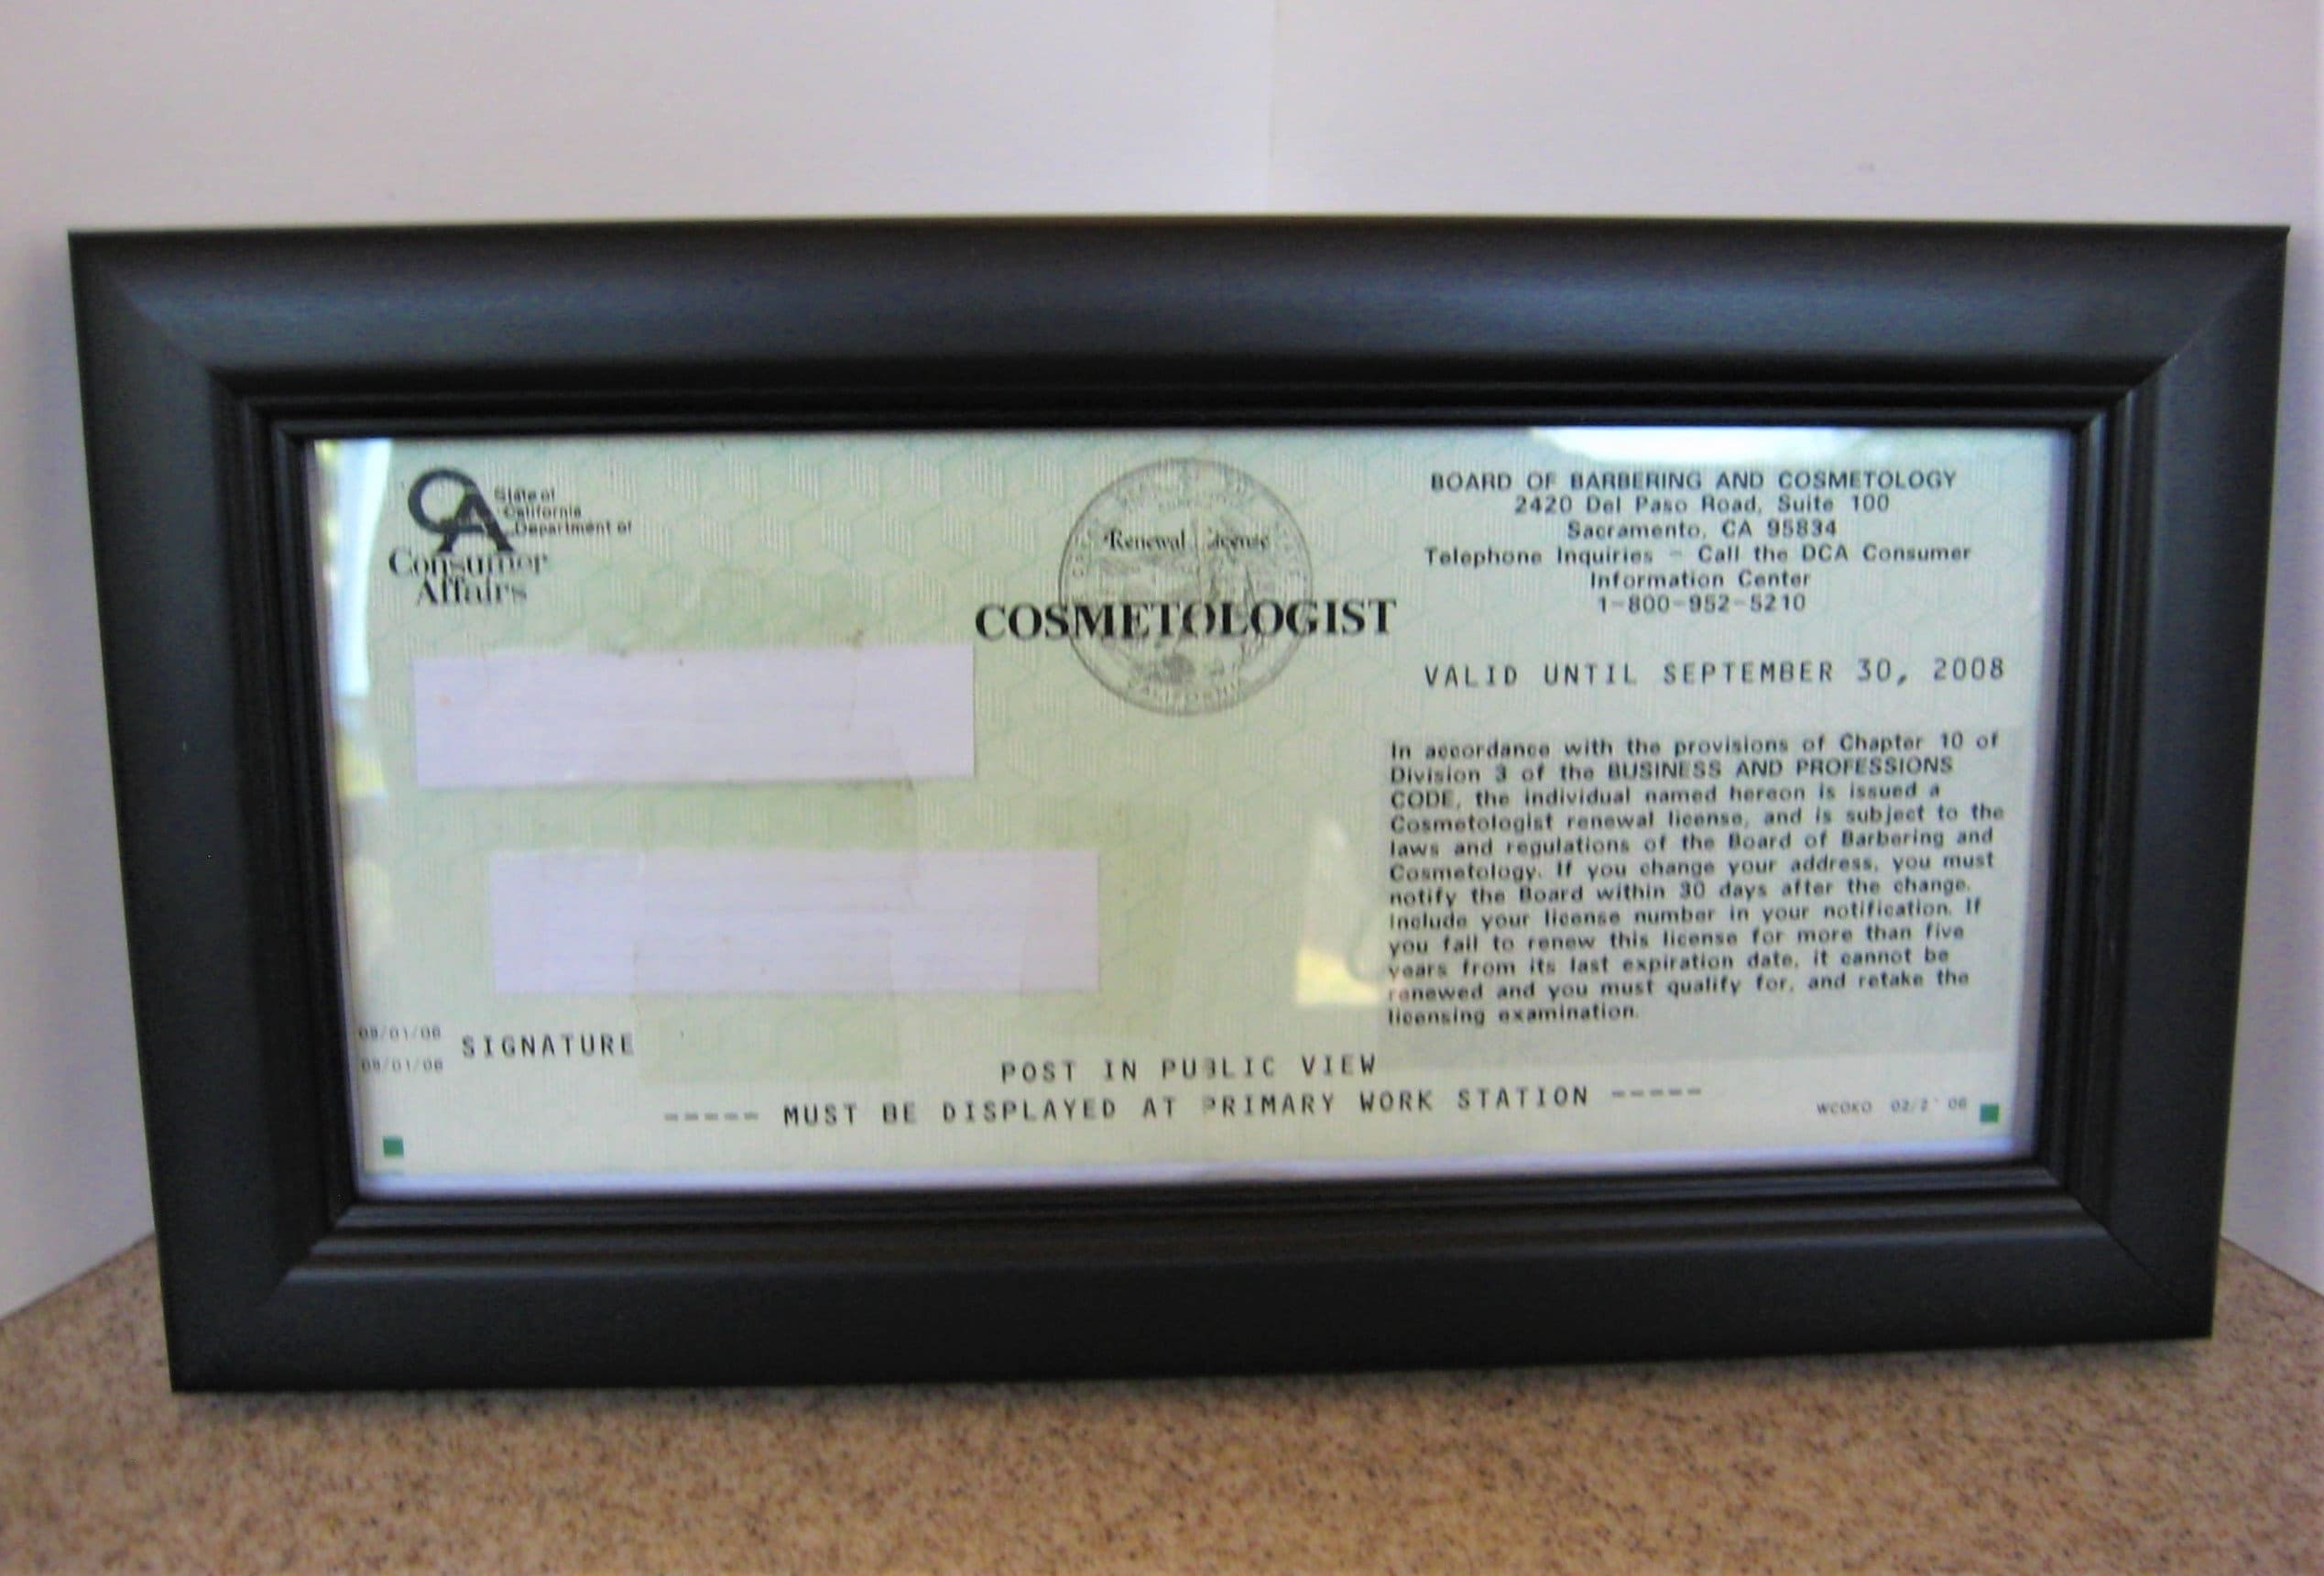 CA State of
California
Department of
Consumer
Affairs
Renewal License
COSMETOLOGIST
BOARD OF BARBERING AND COSMETOLOGY
2420 Del Paso Road, Suite 100
Sacramento, CA 95834
Telephone Inquiries - Call the DCA Consumer
Information Center
1-800-952-5210
VALID UNTIL SEPTEMBER 30, 2008
In accordance with the provisions of Chapter 10 of
Division 3 of the BUSINESS AND PROFESSIONS
CODE, the individual named hereon is issued a
Cosmetologist renewal license, and is subject to the
laws and regulations of the Board of Barbering and
Cosmetology. If you change your address, you must
notify the Board within 30 days after the change.
Include your license number in your notification. If
you fail to renew this license for more than five
years from its last expiration date, it cannot be
renewed and you must qualify for, and retake the
licensing examination.
SIGNATURE
POST IN PUBLIC VIEW
----- MUST BE DISPLAYED AT PRIMARY WORK STATION -----